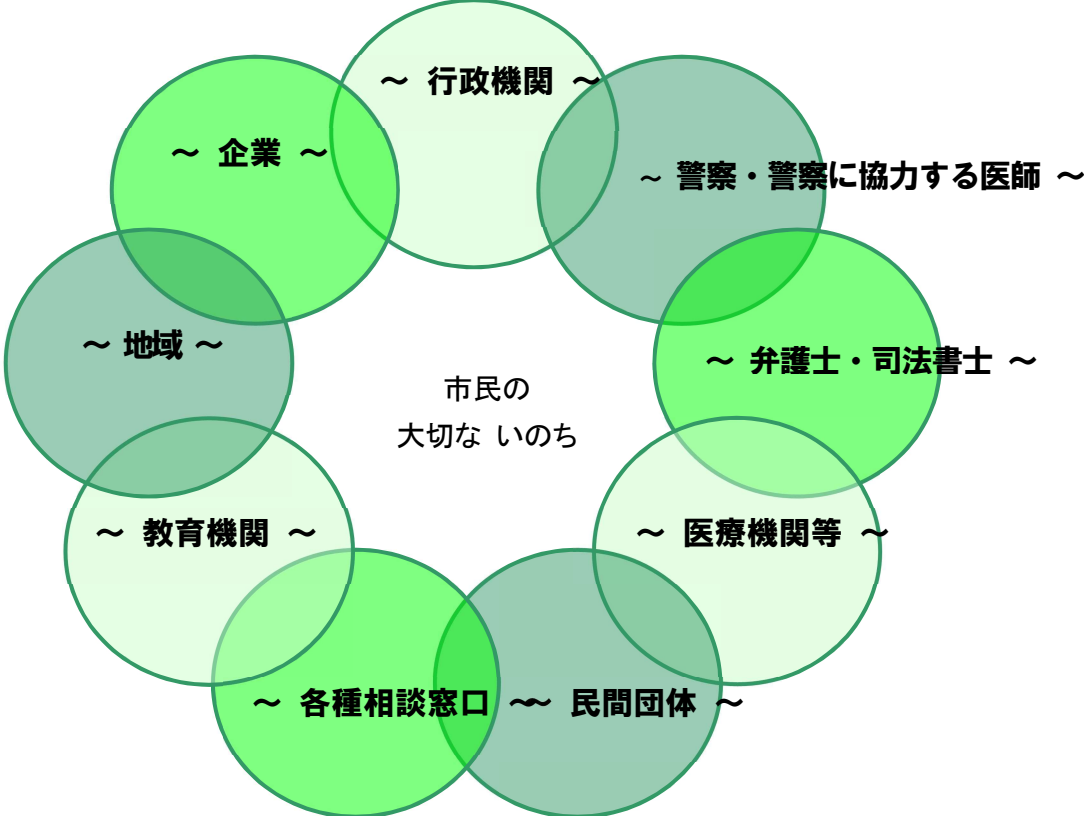 ～ 行政機関 ～
～ 企業 ～
～ 警察・警察に協力する医師 ～
～ 地域 ～
～ 弁護士・司法書士 ～
市民の
大切な いのち
～ 教育機関 ～
～ 医療機関等 ～
～ 各種相談窓口 ～
～ 民間団体 ～